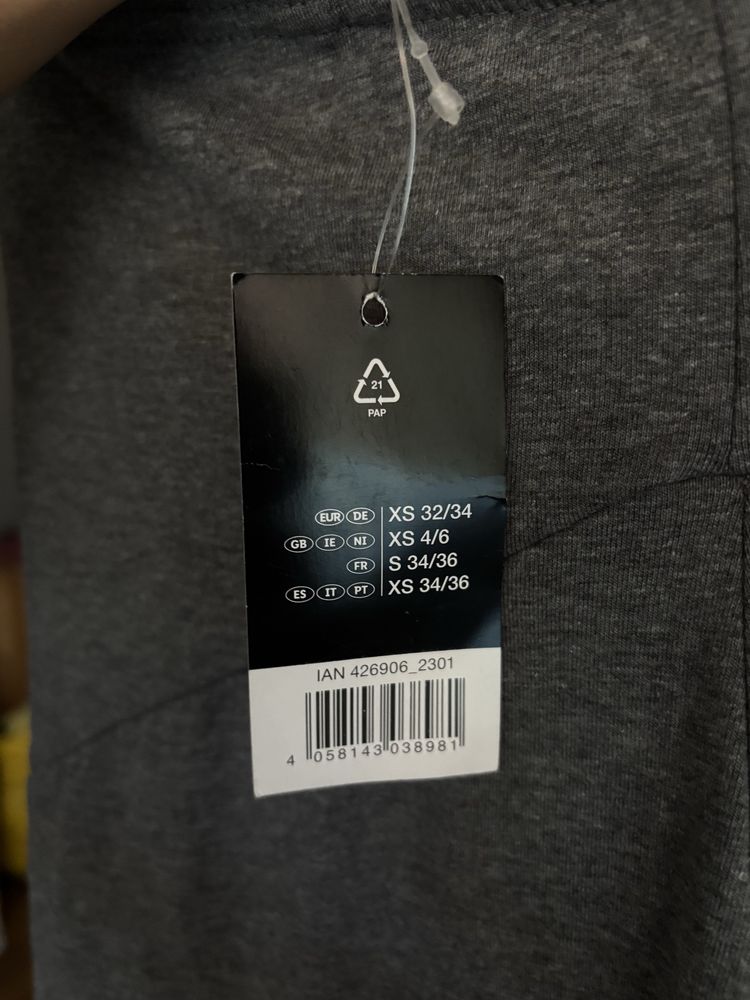 21
PAP
EUR DE XS 32/34
GB IE NI XS 4/6
FR S 34/36
ES IT PT XS 34/36
IAN 426906_2301
4 058143 038981